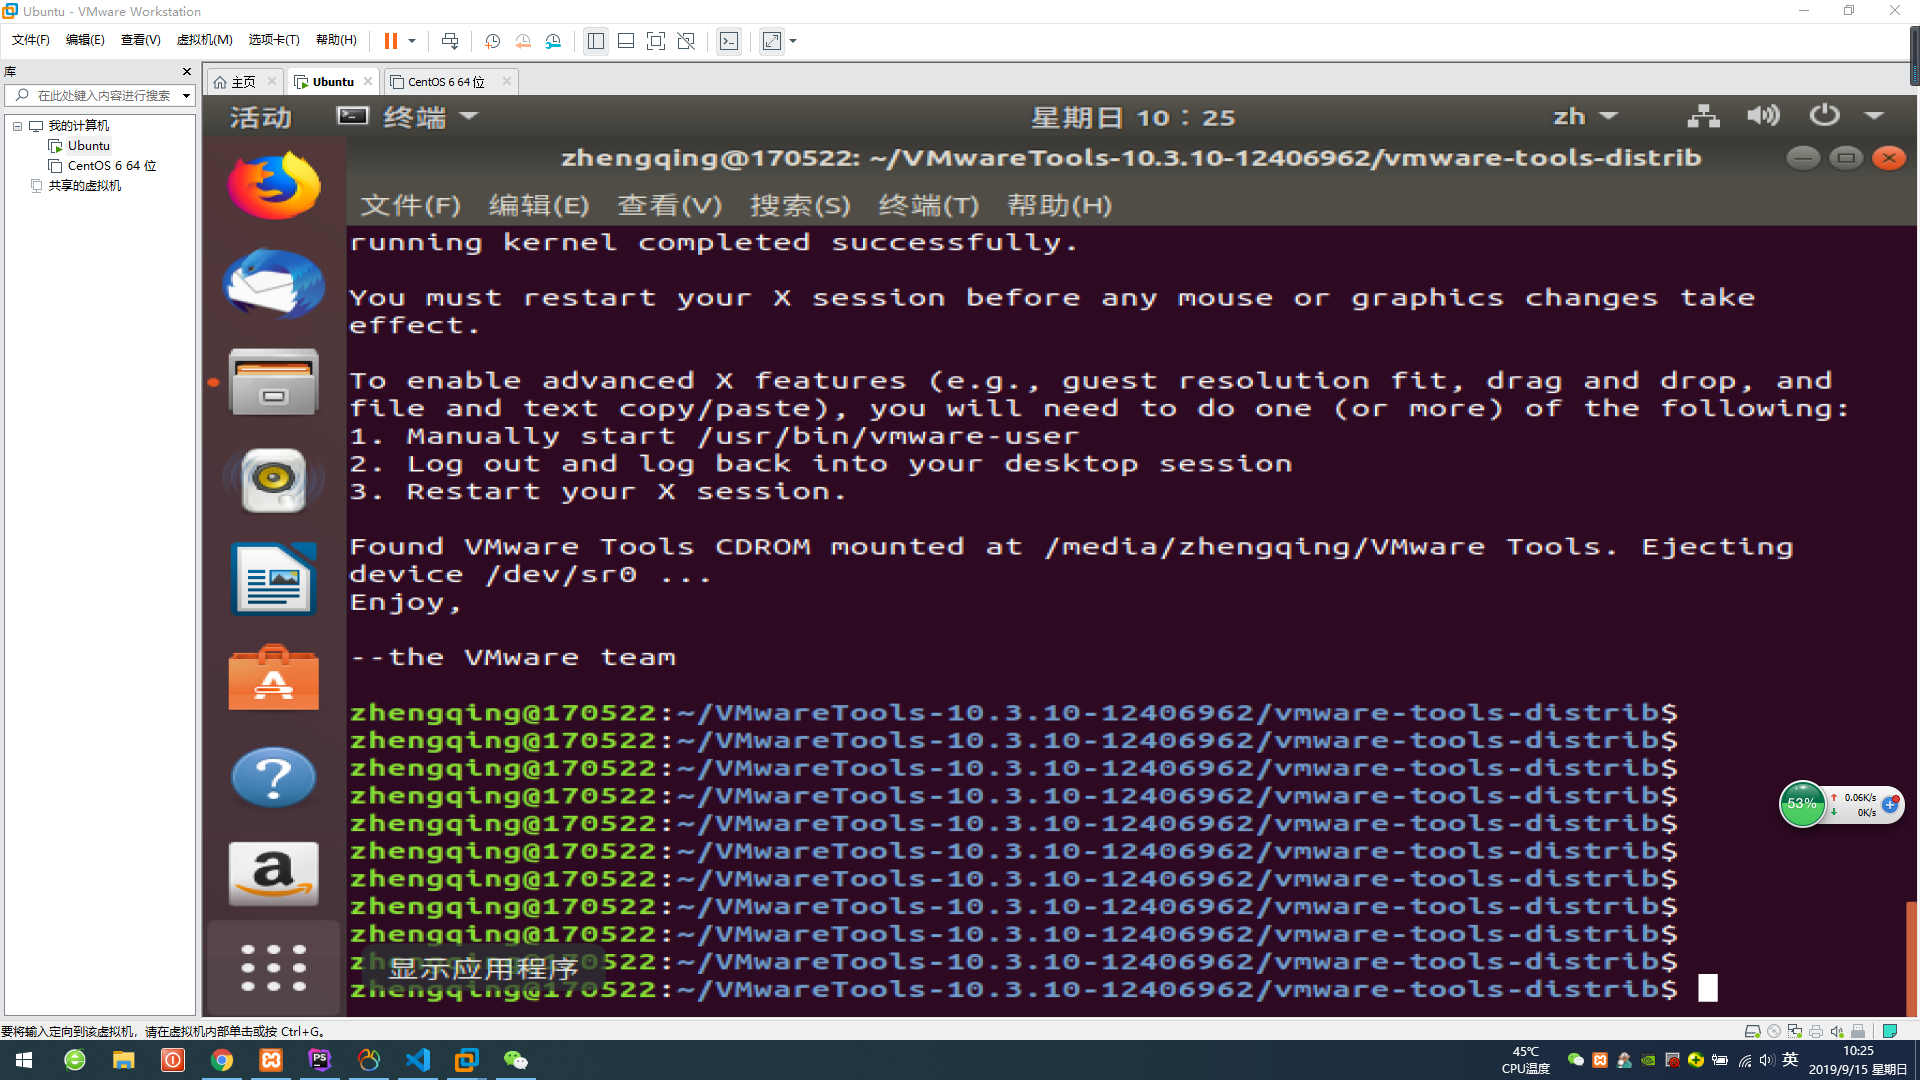 Ubuntu - VMware Workstation
文件(F) 编辑(E) 查看(V) 虚拟机(M) 选项卡(T) 帮助(H)
库
在此处键入内容进行搜索
我的计算机
Ubuntu
CentOS 6 64 位
共享的虚拟机
主页 Ubuntu CentOS 6 64 位
活动 终端 星期日 10：25 zh
zhengqing@170522: ~/VMwareTools-10.3.10-12406962/vmware-tools-distrib
文件(F) 编辑(E) 查看(V) 搜索(S) 终端(T) 帮助(H)
running kernel completed successfully.
You must restart your X session before any mouse or graphics changes take
effect.
To enable advanced X features (e.g., guest resolution fit, drag and drop, and
file and text copy/paste), you will need to do one (or more) of the following:
1. Manually start /usr/bin/vmware-user
2. Log out and log back into your desktop session
3. Restart your X session.
Found VMware Tools CDROM mounted at /media/zhengqing/VMware Tools. Ejecting
device /dev/sr0 ...
Enjoy,
--the VMware team
zhengqing@170522:~/VMwareTools-10.3.10-12406962/vmware-tools-distrib$
zhengqing@170522:~/VMwareTools-10.3.10-12406962/vmware-tools-distrib$
zhengqing@170522:~/VMwareTools-10.3.10-12406962/vmware-tools-distrib$
zhengqing@170522:~/VMwareTools-10.3.10-12406962/vmware-tools-distrib$
zhengqing@170522:~/VMwareTools-10.3.10-12406962/vmware-tools-distrib$
zhengqing@170522:~/VMwareTools-10.3.10-12406962/vmware-tools-distrib$
zhengqing@170522:~/VMwareTools-10.3.10-12406962/vmware-tools-distrib$
zhengqing@170522:~/VMwareTools-10.3.10-12406962/vmware-tools-distrib$
zhengqing@170522:~/VMwareTools-10.3.10-12406962/vmware-tools-distrib$
zhengqing@170522:~/VMwareTools-10.3.10-12406962/vmware-tools-distrib$
显示应用程序
zhengqing@170522:~/VMwareTools-10.3.10-12406962/vmware-tools-distrib$
53% 0.06K/s
0K/s
要将输入定向到该虚拟机，请在虚拟机内部单击或按 Ctrl+G。
45℃
CPU温度
英
10:25
2019/9/15 星期日